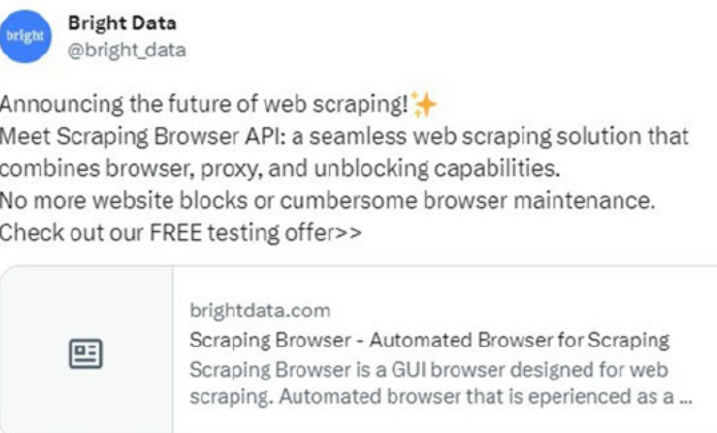 bright
Bright Data
@bright_data
Announcing the future of web scraping!✨
Meet Scraping Browser API: a seamless web scraping solution that
combines browser, proxy, and unblocking capabilities.
No more website blocks or cumbersome browser maintenance.
Check out our FREE testing offer>>
brightdata.com
Scraping Browser - Automated Browser for Scraping
Scraping Browser is a GUI browser designed for web
scraping. Automated browser that is eperienced as a ...